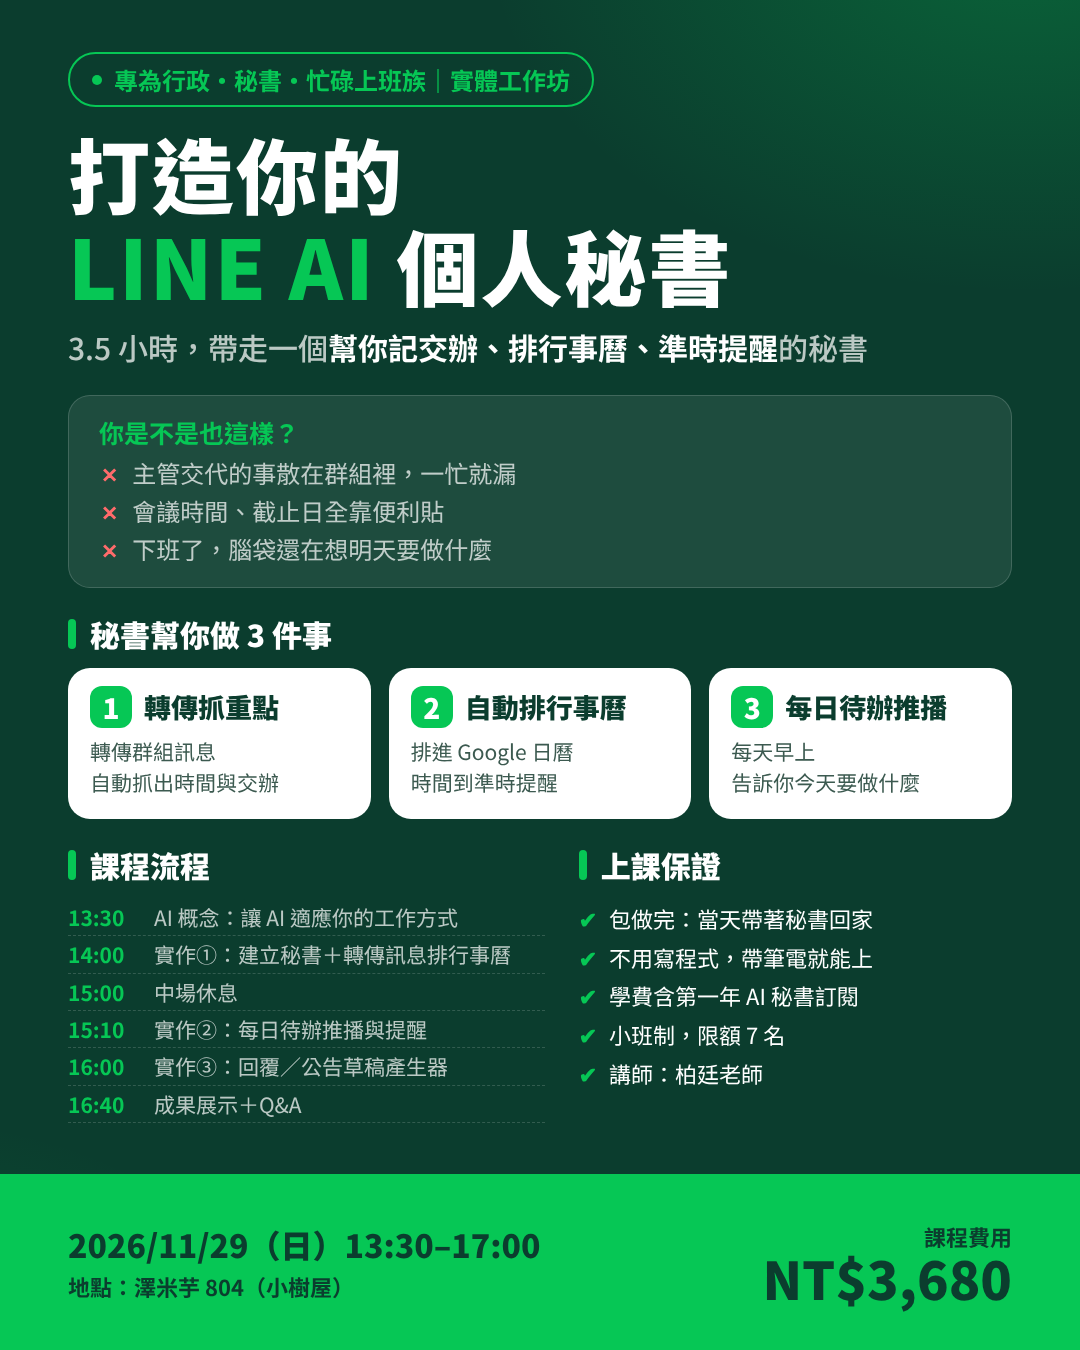 • 專為行政・秘書・忙碌上班族｜實體工作坊
打造你的
LINE AI 個人秘書
3.5 小時，帶走一個幫你記交辦、排行事曆、準時提醒的秘書
你是不是也這樣？
× 主管交代的事散在群組裡，一忙就漏
× 會議時間、截止日全靠便利貼
× 下班了，腦袋還在想明天要做什麼
秘書幫你做 3 件事
1 轉傳抓重點
轉傳群組訊息
自動抓出時間與交辦
2 自動排行事曆
排進 Google 日曆
時間到準時提醒
3 每日待辦推播
每天早上
告訴你今天要做什麼
課程流程
13:30 AI 概念：讓 AI 適應你的工作方式
14:00 實作①：建立秘書＋轉傳訊息排行事曆
15:00 中場休息
15:10 實作②：每日待辦推播與提醒
16:00 實作③：回覆／公告草稿產生器
16:40 成果展示＋Q&A
上課保證
✔ 包做完：當天帶著秘書回家
✔ 不用寫程式，帶筆電就能上
✔ 學費含第一年 AI 秘書訂閱
✔ 小班制，限額 7 名
✔ 講師：柏廷老師
2026/11/29（日）13:30–17:00
地點：澤米芋 804（小樹屋）
課程費用
NT$3,680